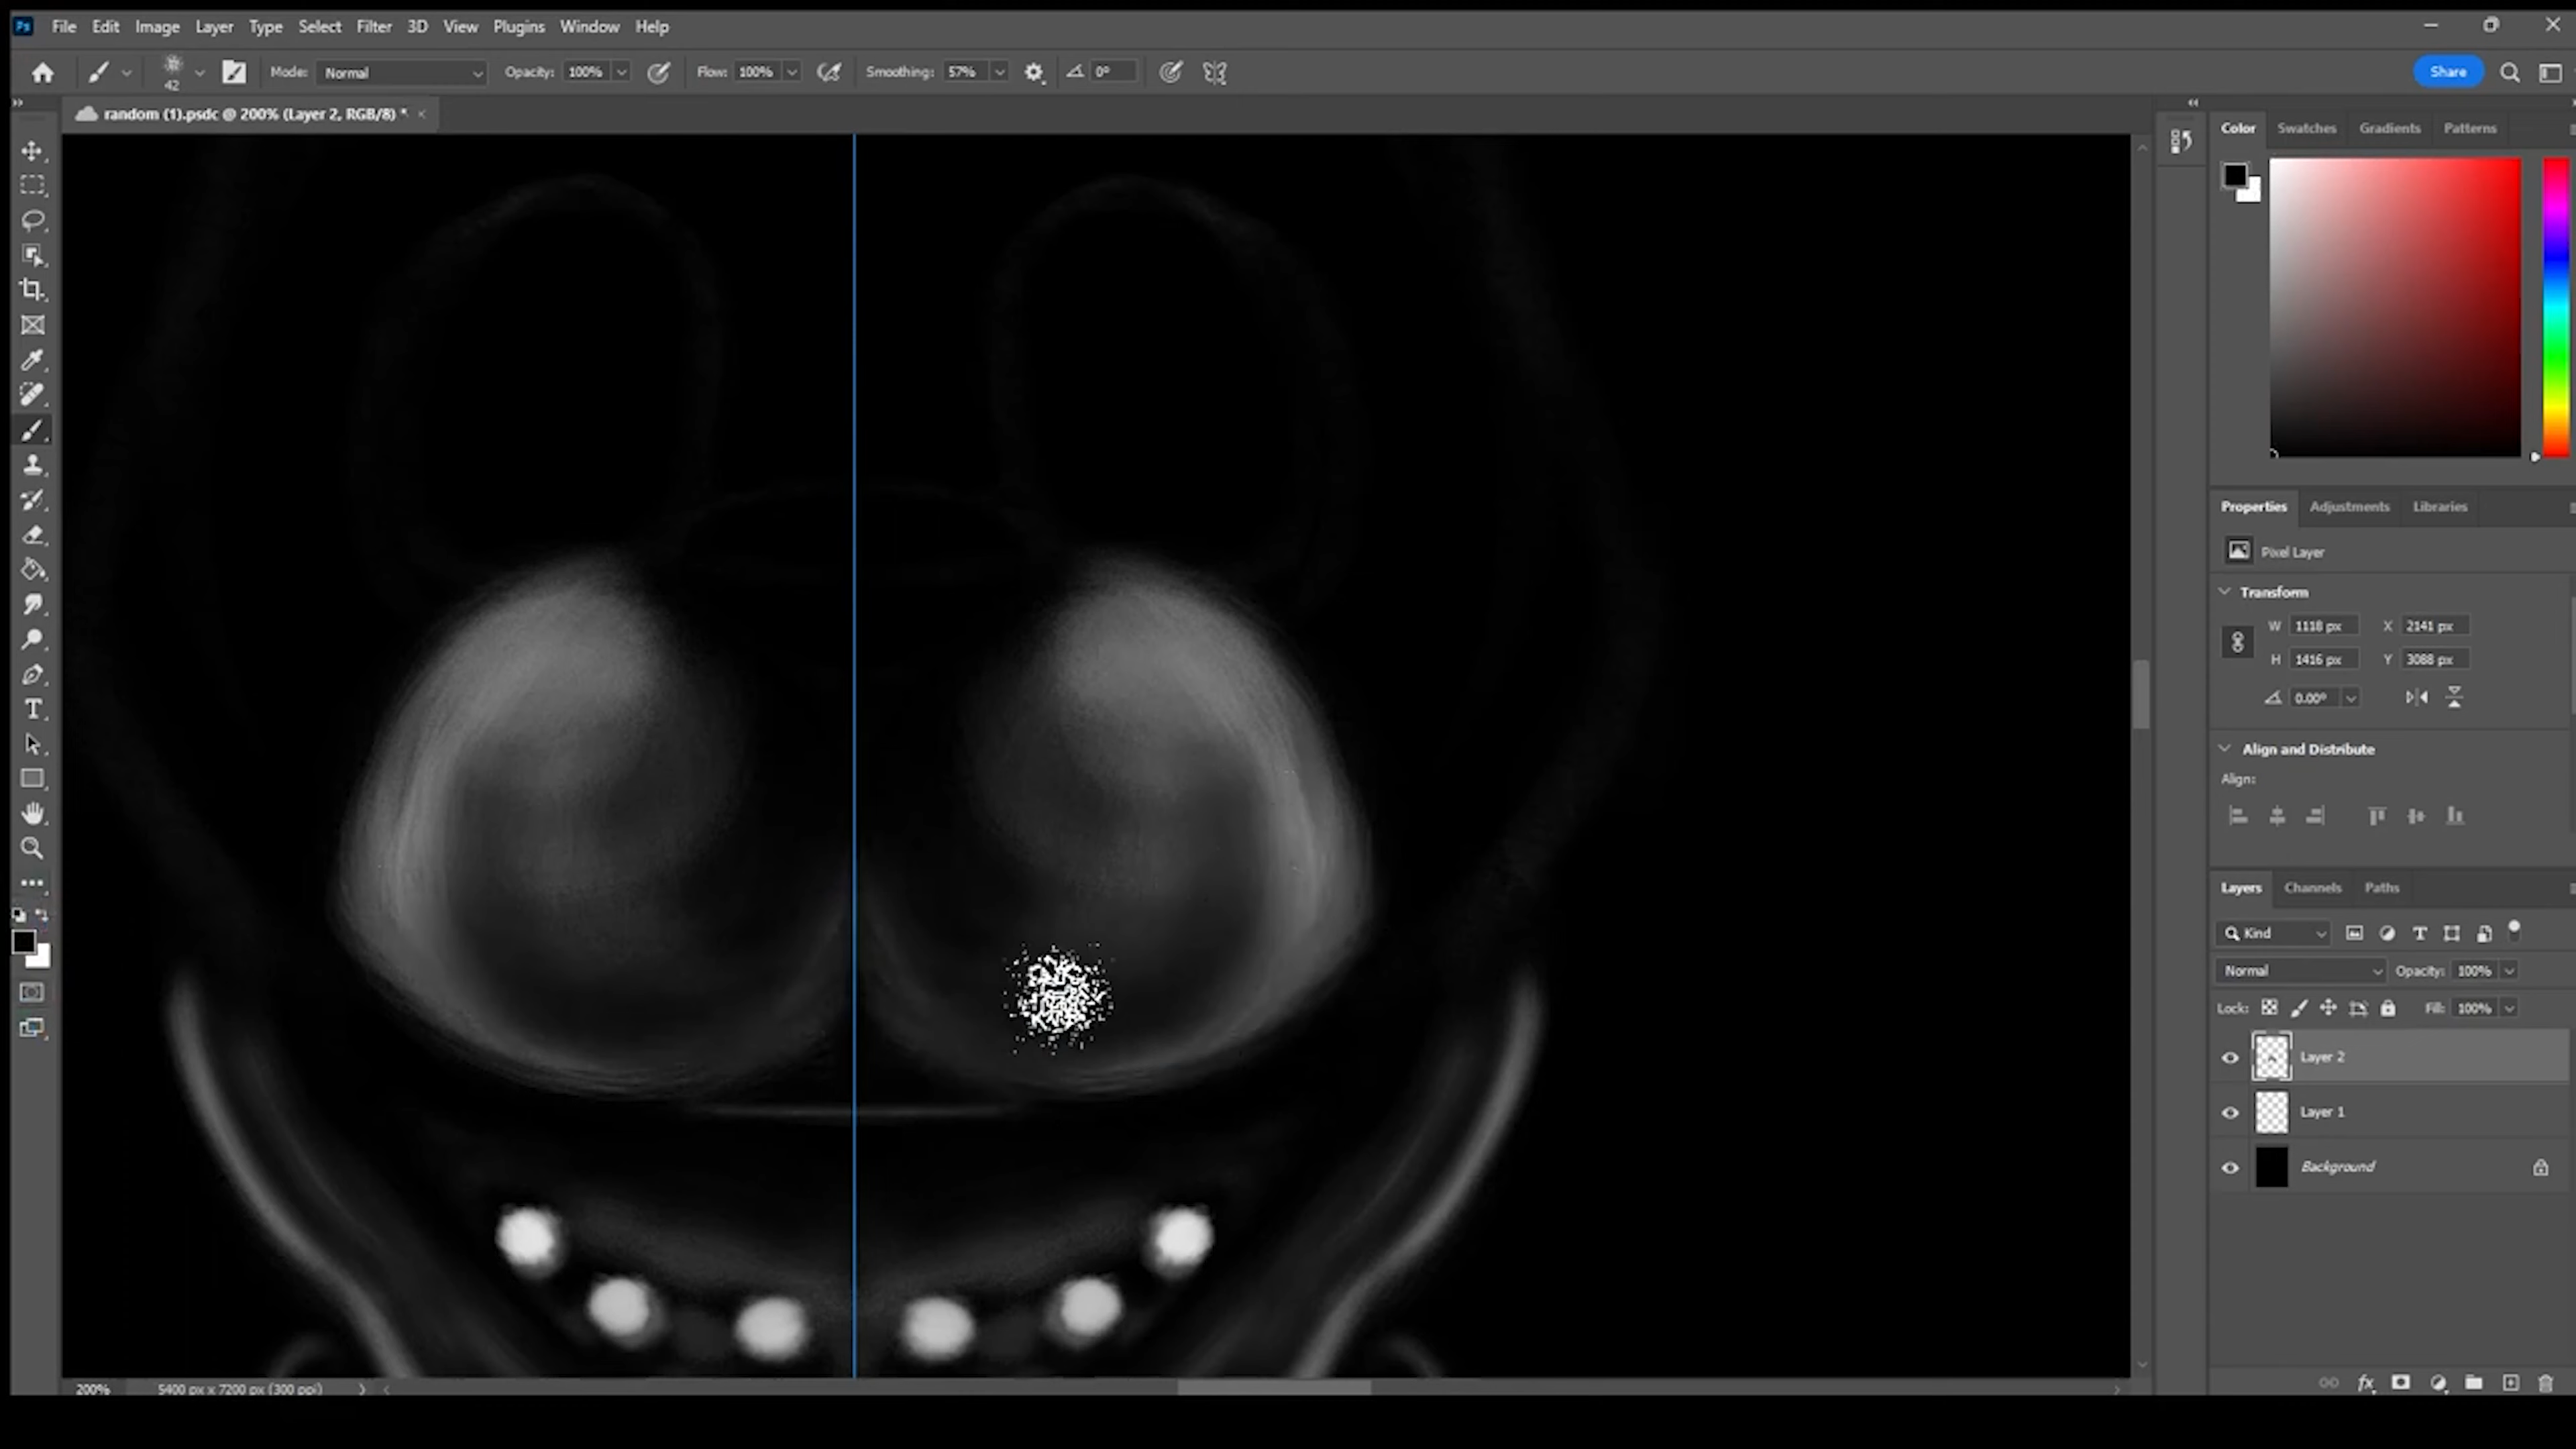 Ps File Edit Image Layer Type Select Filter 3D View Plugins Window Help
42 Mode: Normal Opacity: 100% Flow: 100% Smoothing: 57% 0° Share
random (1).psdc @ 200% (Layer 2, RGB/8) * ×
Color Swatches Gradients Patterns
Properties Adjustments Libraries
Pixel Layer
Transform
W 1118 px X 2141 px
H 1416 px Y 3088 px
0.00°
Align and Distribute
Align:
Layers Channels Paths
Kind
Normal Opacity: 100%
Lock: Fill: 100%
Layer 2
Layer 1
Background
200% 5400 px x 7200 px (300 ppi)